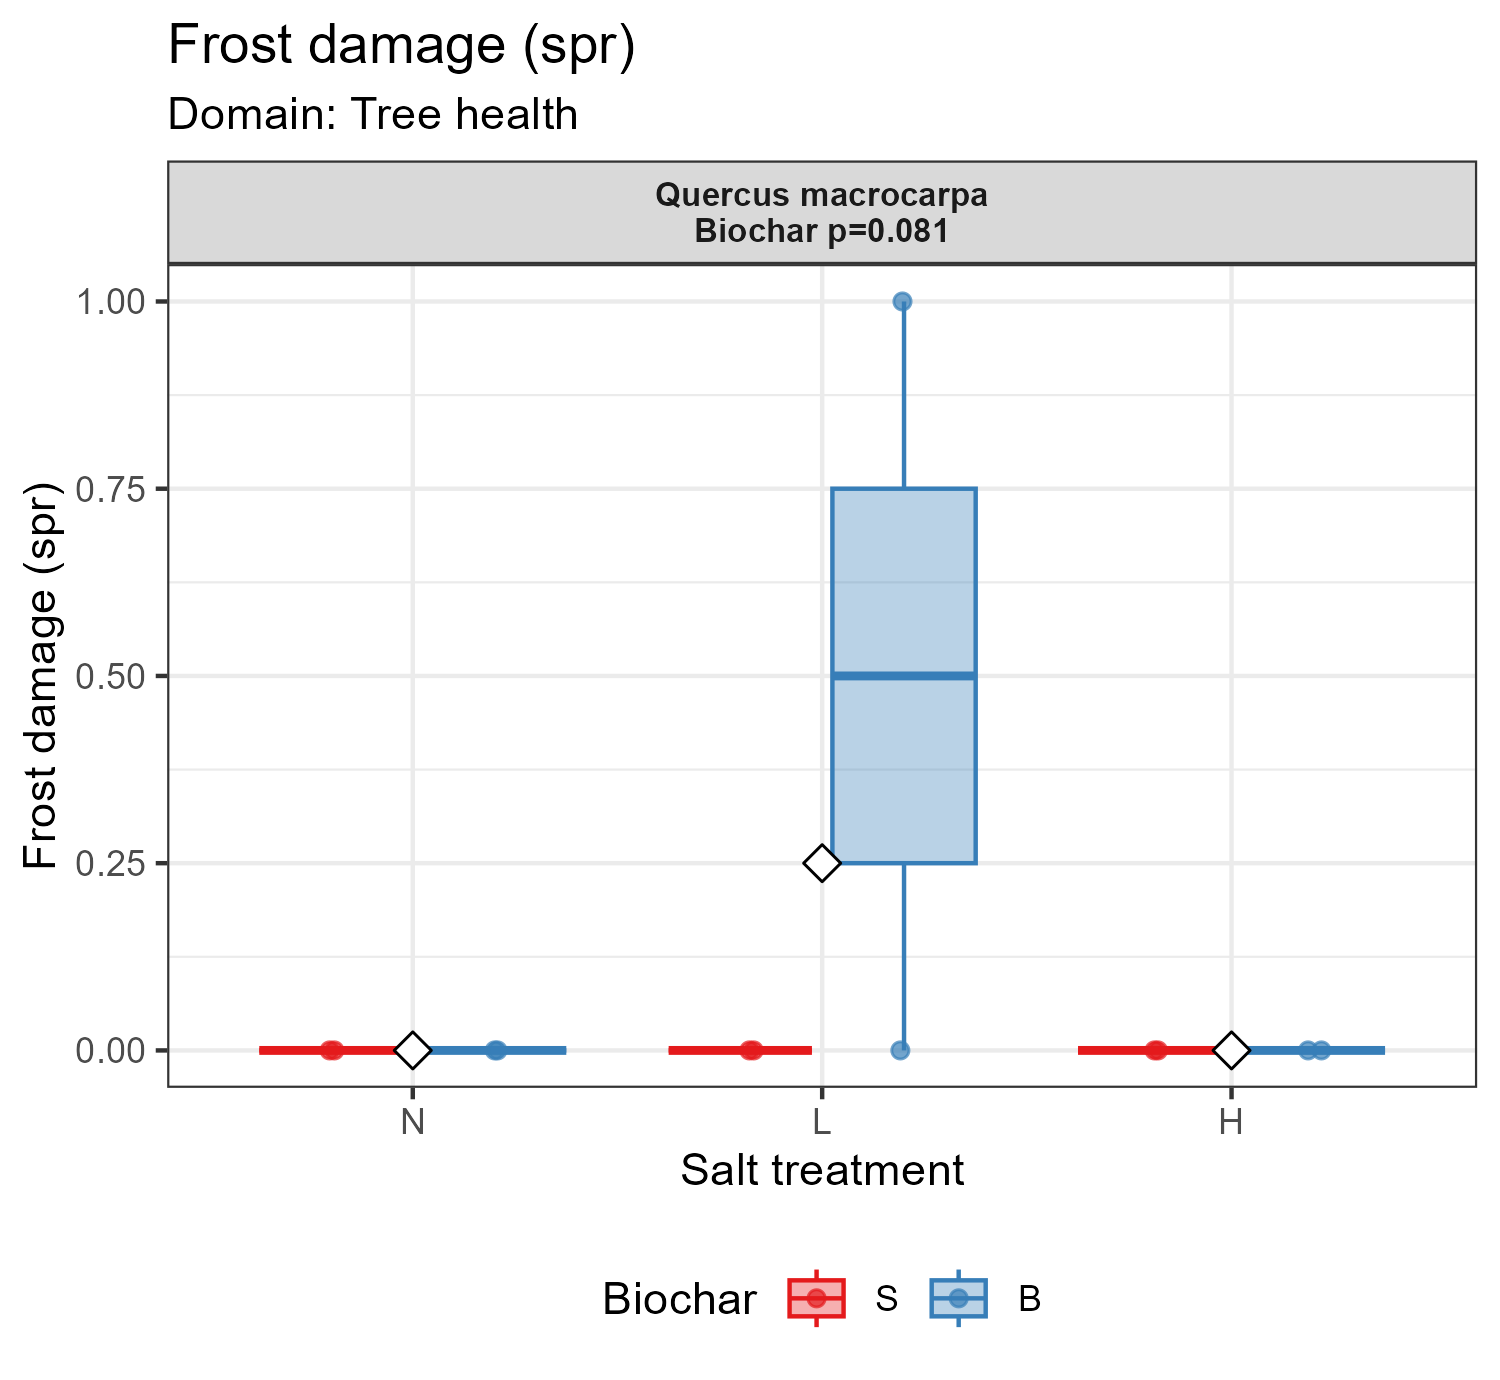 Frost damage (spr)
Domain: Tree health
Quercus macrocarpa
Biochar p=0.081
Frost damage (spr)
1.00
0.75
0.50
0.25
0.00
N L H
Salt treatment
Biochar S B